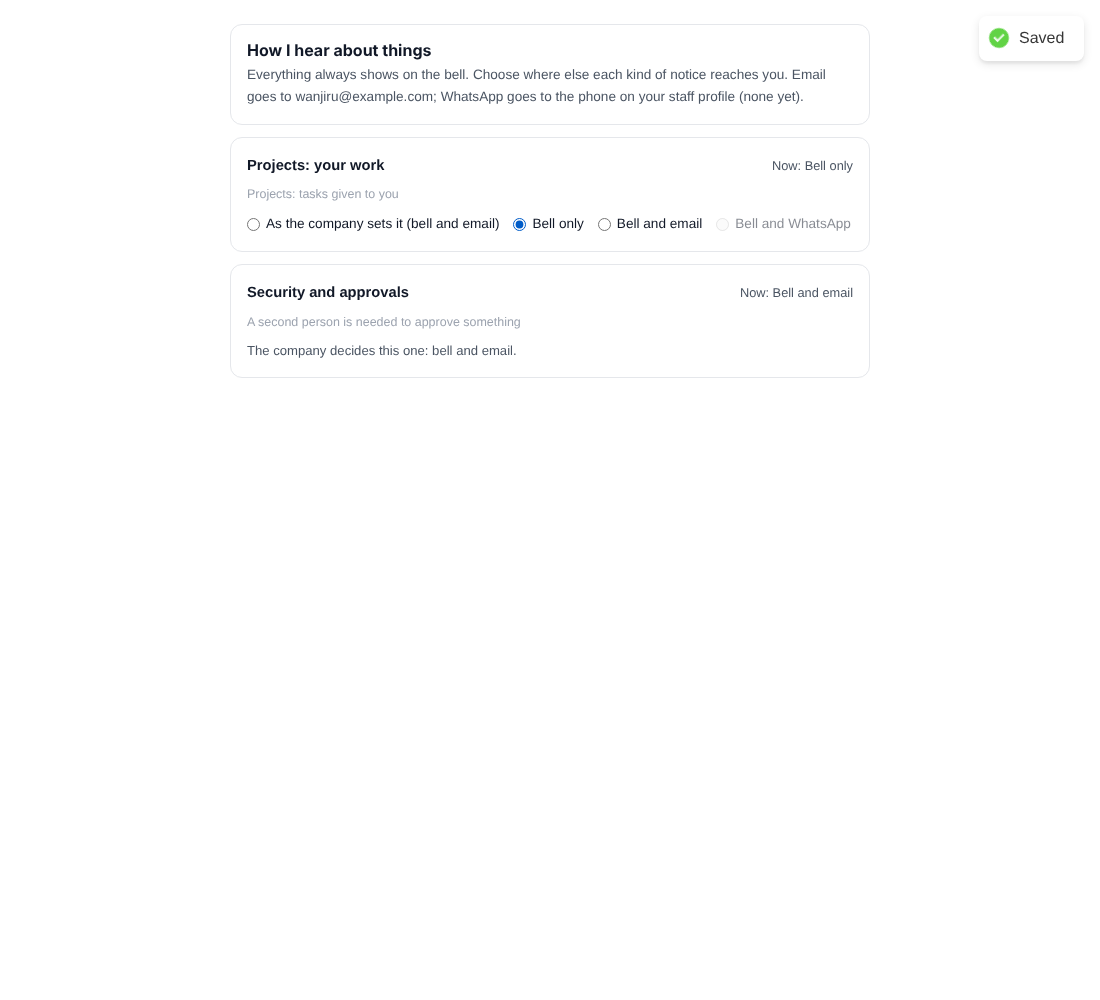 Saved
How I hear about things
Everything always shows on the bell. Choose where else each kind of notice reaches you. Email
goes to wanjiru@example.com; WhatsApp goes to the phone on your staff profile (none yet).
Projects: your work
Now: Bell only
Projects: tasks given to you
As the company sets it (bell and email) Bell only Bell and email Bell and WhatsApp
Security and approvals
Now: Bell and email
A second person is needed to approve something
The company decides this one: bell and email.